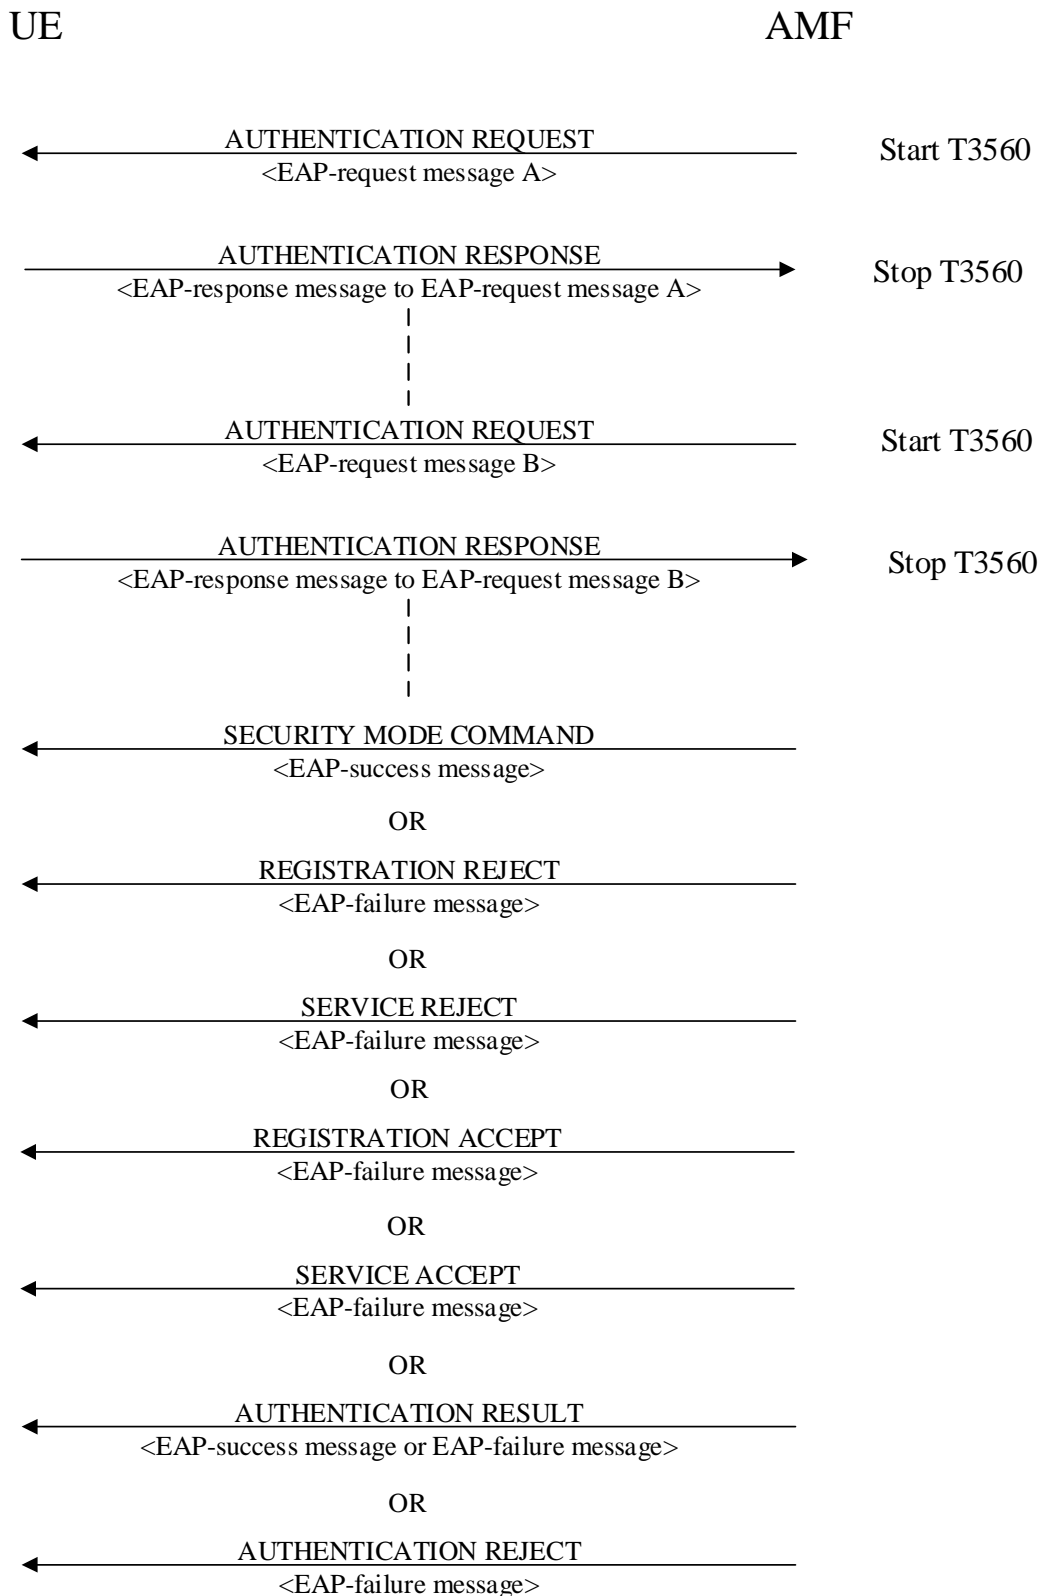 UE AMF
AUTHENTICATION REQUEST
Start T3560
<EAP-request message A>
AUTHENTICATION RESPONSE
Stop T3560
<EAP-response message to EAP-request message A>
AUTHENTICATION REQUEST
Start T3560
<EAP-request message B>
AUTHENTICATION RESPONSE
Stop T3560
<EAP-response message to EAP-request message B>
SECURITY MODE COMMAND
<EAP-success message>
OR
REGISTRATION REJECT
<EAP-failure message>
OR
SERVICE REJECT
<EAP-failure message>
OR
REGISTRATION ACCEPT
<EAP-failure message>
OR
SERVICE ACCEPT
<EAP-failure message>
OR
AUTHENTICATION RESULT
<EAP-success message or EAP-failure message>
OR
AUTHENTICATION REJECT
<EAP-failure message>